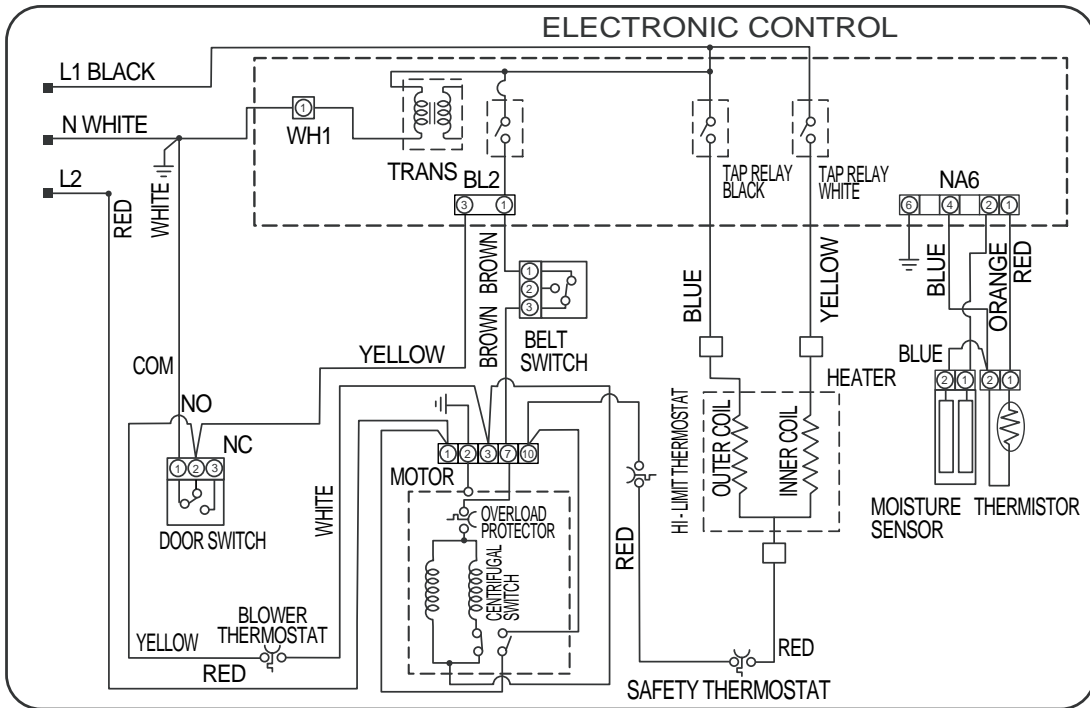 ELECTRONIC CONTROL
L1 BLACK
N WHITE
L2
RED
WHITE
1
WH1
TRANS
BL2
3 1
TAP RELAY
BLACK
TAP RELAY
WHITE
NA6
6 4 2 1
BROWN
1
2
3
BELT
SWITCH
BROWN
BLUE
YELLOW
BLUE
ORANGE
RED
COM
YELLOW
NO
NC
1 2 3
DOOR SWITCH
WHITE
MOTOR
1 2 3 7 10
OVERLOAD
PROTECTOR
CENTRIFUGAL
SWITCH
HEATER
HI - LIMIT THERMOSTAT
OUTER COIL
INNER COIL
BLUE
2 1 2 1
MOISTURE
SENSOR
THERMISTOR
RED
BLOWER
THERMOSTAT
YELLOW
RED
RED
SAFETY THERMOSTAT